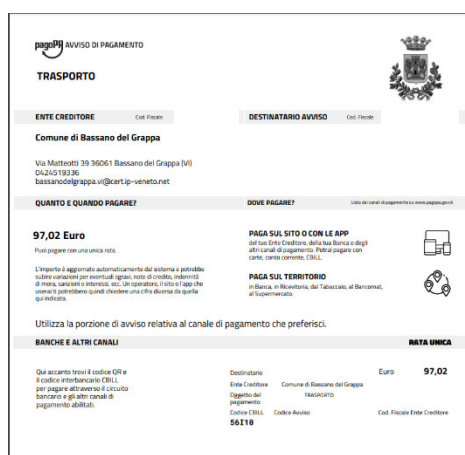 pagoPA AVVISO DI PAGAMENTO
TRASPORTO
ENTE CREDITORE Cod. Fiscale
DESTINATARIO AVVISO Cod. Fiscale
Comune di Bassano del Grappa
Via Matteotti 39 36061 Bassano del Grappa (VI)
0424519336
bassanodelgrappa.vi@cert.ip-veneto.net
QUANTO E QUANDO PAGARE?
DOVE PAGARE? Lista dei canali di pagamento su www.pagopa.gov.it
97,02 Euro
Puoi pagare con una unica rata.
L'importo è aggiornato automaticamente dal sistema e potrebbe
subire variazioni per eventuali sgravi, note di credito, indennità
di mora, sanzioni o interessi, ecc. Un operatore, il sito o l'app che
userai ti potrebbero quindi chiedere una cifra diversa da quella
qui indicata.
PAGA SUL SITO O CON LE APP
del tuo Ente Creditore, della tua Banca o degli
altri canali di pagamento. Potrai pagare con
carte, conto corrente, CBILL.
PAGA SUL TERRITORIO
in Banca, in Ricevitoria, dal Tabaccaio, al Bancomat,
al Supermercato.
Utilizza la porzione di avviso relativa al canale di pagamento che preferisci.
BANCHE E ALTRI CANALI RATA UNICA
Qui accanto trovi il codice QR e
il codice interbancario CBILL
per pagare attraverso il circuito
bancario e gli altri canali di
pagamento abilitati.
Destinatario Euro 97,02
Ente Creditore Comune di Bassano del Grappa
Oggetto del pagamento TRASPORTO
Codice CBILL Codice Avviso Cod. Fiscale Ente Creditore
56I10